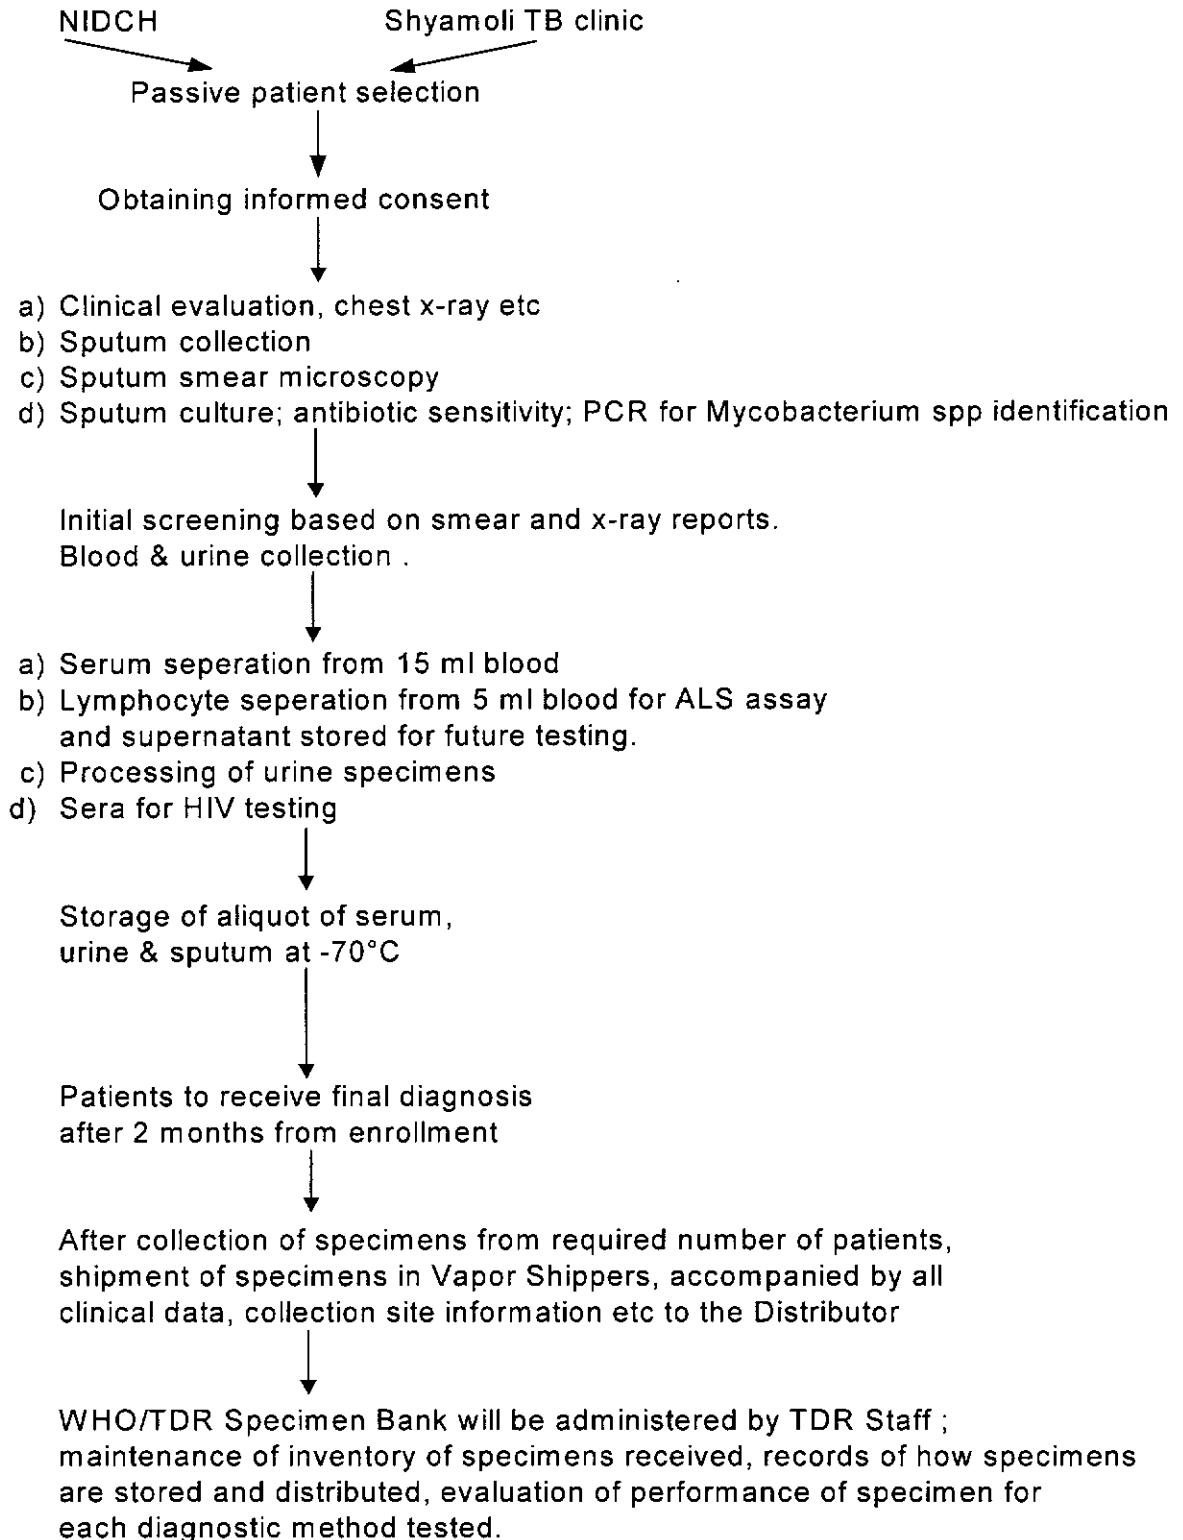 NIDCH Shyamoli TB clinic
Passive patient selection
Obtaining informed consent
a) Clinical evaluation, chest x-ray etc
b) Sputum collection
c) Sputum smear microscopy
d) Sputum culture; antibiotic sensitivity; PCR for Mycobacterium spp identification
Initial screening based on smear and x-ray reports.
Blood & urine collection .
a) Serum seperation from 15 ml blood
b) Lymphocyte seperation from 5 ml blood for ALS assay
and supernatant stored for future testing.
c) Processing of urine specimens
d) Sera for HIV testing
Storage of aliquot of serum,
urine & sputum at -70°C
Patients to receive final diagnosis
after 2 months from enrollment
After collection of specimens from required number of patients,
shipment of specimens in Vapor Shippers, accompanied by all
clinical data, collection site information etc to the Distributor
WHO/TDR Specimen Bank will be administered by TDR Staff ;
maintenance of inventory of specimens received, records of how specimens
are stored and distributed, evaluation of performance of specimen for
each diagnostic method tested.